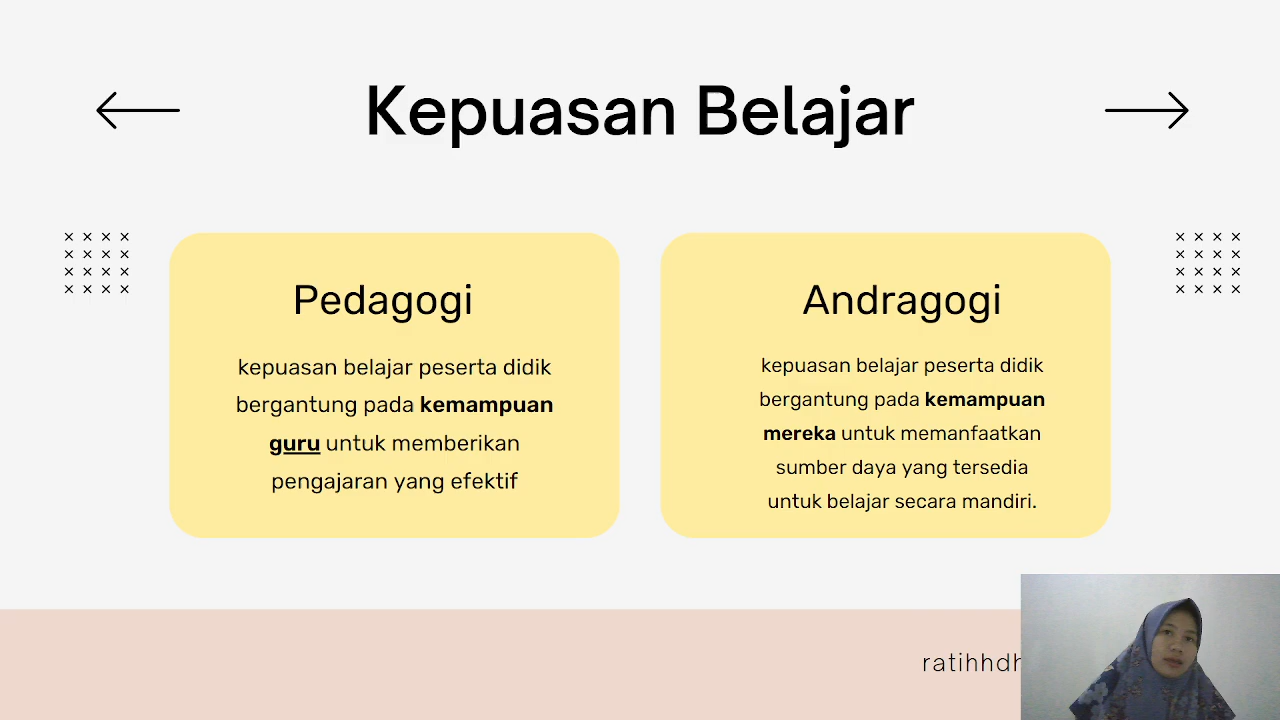 Kepuasan Belajar
Pedagogi
kepuasan belajar peserta didik
bergantung pada kemampuan
guru untuk memberikan
pengajaran yang efektif
Andragogi
kepuasan belajar peserta didik
bergantung pada kemampuan
mereka untuk memanfaatkan
sumber daya yang tersedia
untuk belajar secara mandiri.